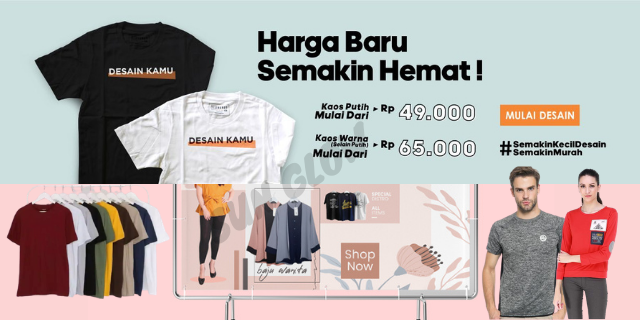 Harga Baru
Semakin Hemat !
DESAIN KAMU
DESAIN KAMU
Kaos Putih
Mulai Dari
Rp 49.000
MULAI DESAIN
Kaos Warna
(Selain Putih)
Mulai Dari
Rp 65.000
#SemakinKecilDesain
SemakinMurah
baju wanita
Shop
Now